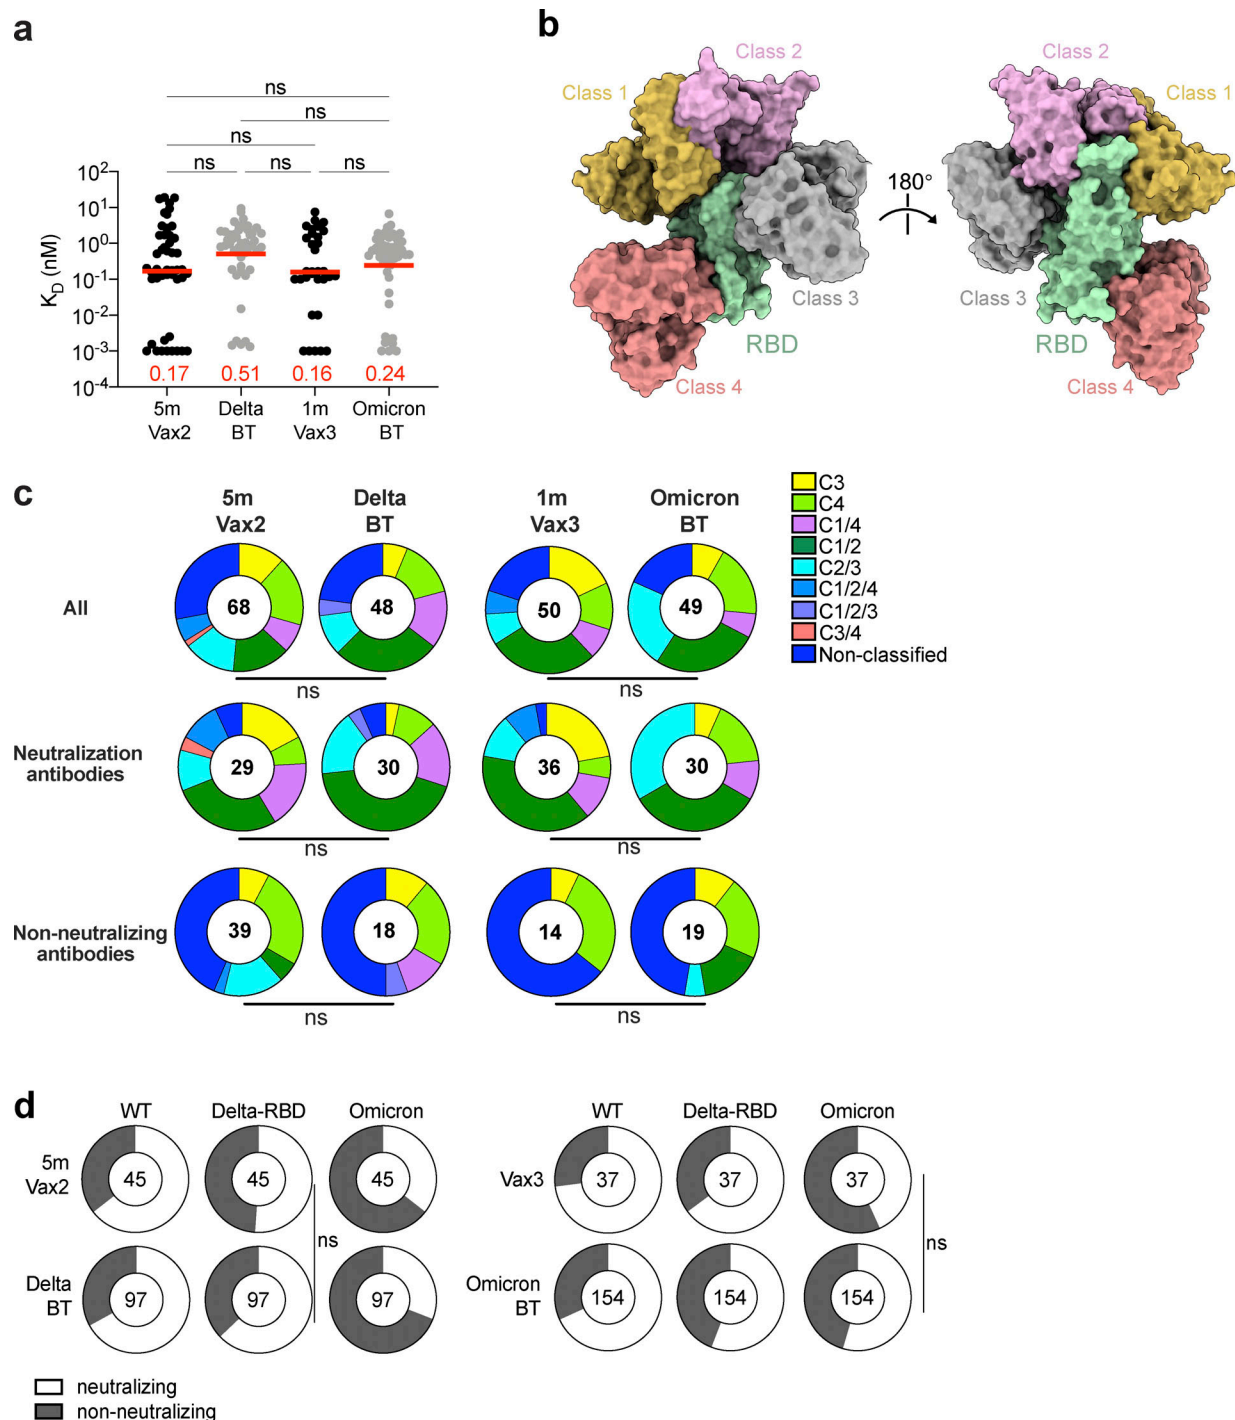 a
ns
ns
ns
ns ns ns
10²
10¹
10⁰
10⁻¹
10⁻²
10⁻³
10⁻⁴
K_D (nM)
0.17 0.51 0.16 0.24
5m Delta 1m Omicron
Vax2 BT Vax3 BT
b
Class 2
Class 1
Class 3
RBD
Class 4
180°
Class 2
Class 1
Class 3
RBD
Class 4
c
5m Delta 1m Omicron
Vax2 BT Vax3 BT
C3
C4
C1/4
C1/2
C2/3
C1/2/4
C1/2/3
C3/4
Non-classified
All 68 48 50 49
ns ns
Neutralization
antibodies
29 30 36 30
ns ns
Non-neutralizing
antibodies
39 18 14 19
ns ns
d
WT Delta-RBD Omicron
5m
Vax2
45 45 45
ns
Delta
BT
97 97 97
WT Delta-RBD Omicron
Vax3 37 37 37
ns
Omicron
BT
154 154 154
neutralizing
non-neutralizing